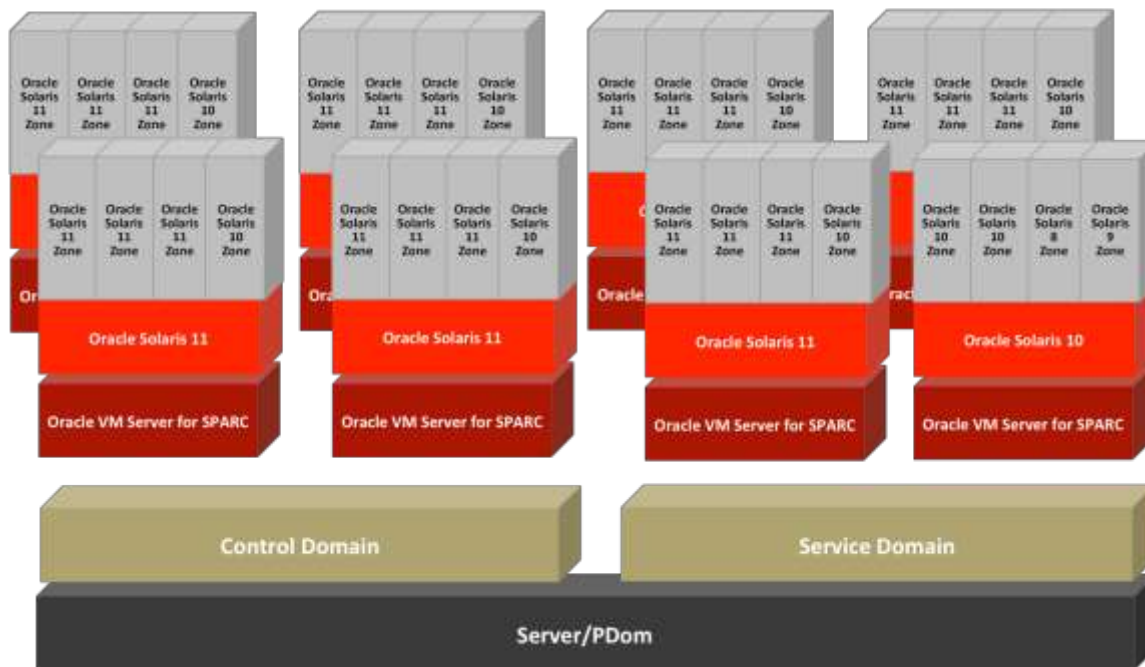 Oracle
Solaris
11
Zone
Oracle
Solaris
11
Zone
Oracle
Solaris
11
Zone
Oracle
Solaris
10
Zone
Oracle
Solaris
11
Zone
Oracle
Solaris
11
Zone
Oracle
Solaris
11
Zone
Oracle
Solaris
10
Zone
Oracle
Solaris
11
Zone
Oracle
Solaris
11
Zone
Oracle
Solaris
11
Zone
Oracle
Solaris
10
Zone
Oracle
Solaris
11
Zone
Oracle
Solaris
11
Zone
Oracle
Solaris
11
Zone
Oracle
Solaris
10
Zone
Oracle
Solaris
11
Zone
Oracle
Solaris
11
Zone
Oracle
Solaris
11
Zone
Oracle
Solaris
10
Zone
Oracle
Solaris
11
Zone
Oracle
Solaris
11
Zone
Oracle
Solaris
11
Zone
Oracle
Solaris
10
Zone
Oracle
Solaris
11
Zone
Oracle
Solaris
11
Zone
Oracle
Solaris
11
Zone
Oracle
Solaris
10
Zone
Oracle
Solaris
10
Zone
Oracle
Solaris
10
Zone
Oracle
Solaris
8
Zone
Oracle
Solaris
9
Zone
Oracle
Oracle Solaris 11
Oracle Solaris 11
Oracle Solaris 11
Oracle Solaris 10
Oracle VM Server for SPARC
Oracle VM Server for SPARC
Oracle VM Server for SPARC
Oracle VM Server for SPARC
Control Domain
Service Domain
Server/PDom